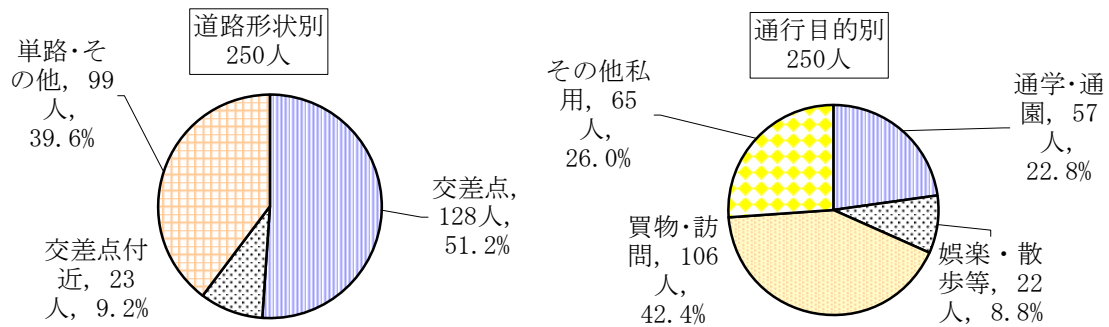 道路形状別
250人
単路・そ
の他, 99
人,
39.6%
交差点,
128人,
51.2%
交差点付
近, 23
人, 9.2%
通行目的別
250人
その他私
用, 65
人,
26.0%
通学・通
園, 57
人,
22.8%
買物・訪
問, 106
人,
42.4%
娯楽・散
歩等, 22
人, 8.8%